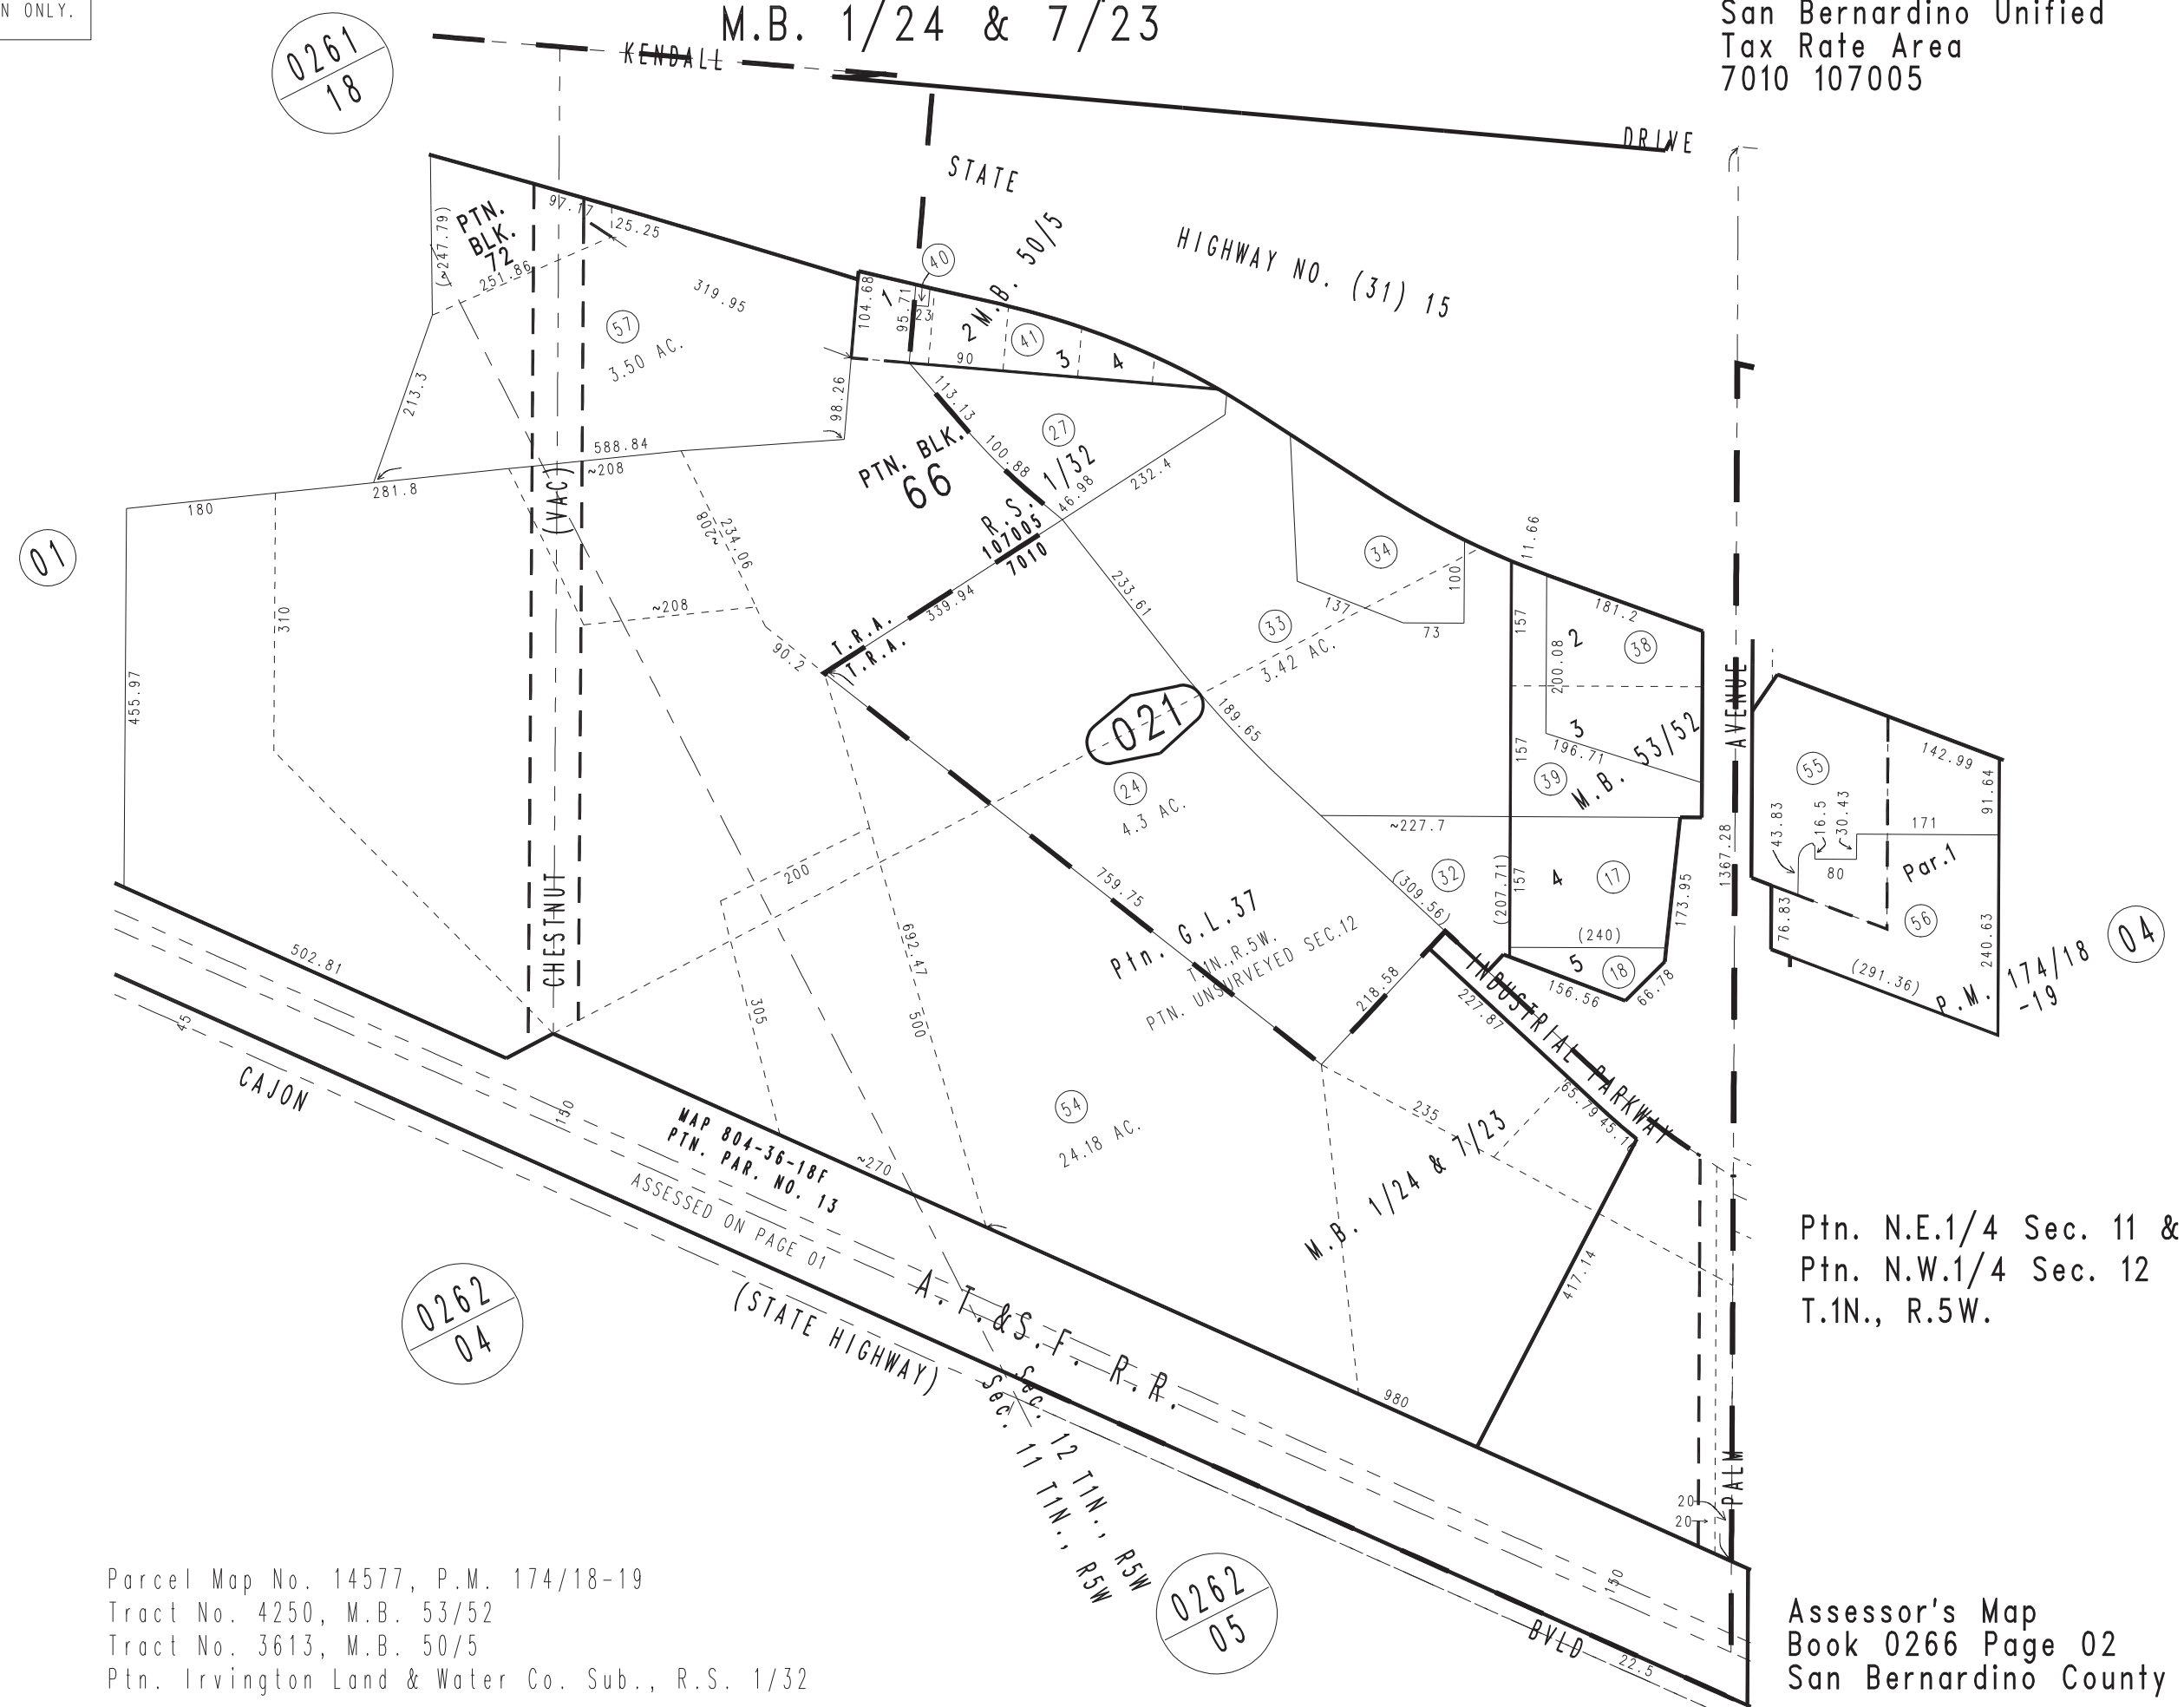 N ONLY.
M.B. 1/24 & 7/23
San Bernardino Unified
Tax Rate Area
7010 107005
0261
18
KENDALL
DRIVE
STATE
HIGHWAY NO. (31) 15
PTN.
BLK.
72
(~247.79)
97.17
25.25
251.86
319.95
57
3.50 AC.
213.3
104.68
1
95.71
40
23
2
M.B. 50/5
41
90
3
4
98.26
113.13
588.84
~208
281.8
180
(VAC)
PTN. BLK.
66
100.88
27
R.S. 1/32
46.98
232.4
107005
7010
01
310
455.97
234.06
~208
~208
90.2
T.R.A.
T.R.A.
339.94
233.61
34
100
137
73
33
3.42 AC.
11.66
181.2
157
2
38
200.08
157
3
196.71
39
M.B. 53/52
AVENUE
021
189.65
24
4.3 AC.
~227.7
32
(309.56)
(207.71)
157
4
17
173.95
1367.28
(240)
5
18
156.56
66.78
55
142.99
91.64
43.83
16.5
30.43
171
80
Par.1
56
76.83
240.63
(291.36)
P.M. 174/18
-19
04
200
759.75
692.47
500
305
Ptn. G.L.37
T.1N.,R.5W.
PTN. UNSURVEYED SEC.12
218.58
227.87
INDUSTRIAL PARKWAY
65.79
45.1
235
CHESTNUT
502.81
45
150
CAJON
MAP 804-36-18F
PTN. PAR. NO. 13
~270
ASSESSED ON PAGE 01
54
24.18 AC.
M.B. 1/24 & 7/23
417.14
Ptn. N.E.1/4 Sec. 11 &
Ptn. N.W.1/4 Sec. 12
T.1N., R.5W.
0262
04
(STATE HIGHWAY)
A.T.&S.F. R.R.
980
Sec. 12 T1N., R5W
Sec. 11 T1N., R5W
20
20
PALM
150
0262
05
BVLD
22.5
Parcel Map No. 14577, P.M. 174/18-19
Tract No. 4250, M.B. 53/52
Tract No. 3613, M.B. 50/5
Ptn. Irvington Land & Water Co. Sub., R.S. 1/32
Assessor's Map
Book 0266 Page 02
San Bernardino County